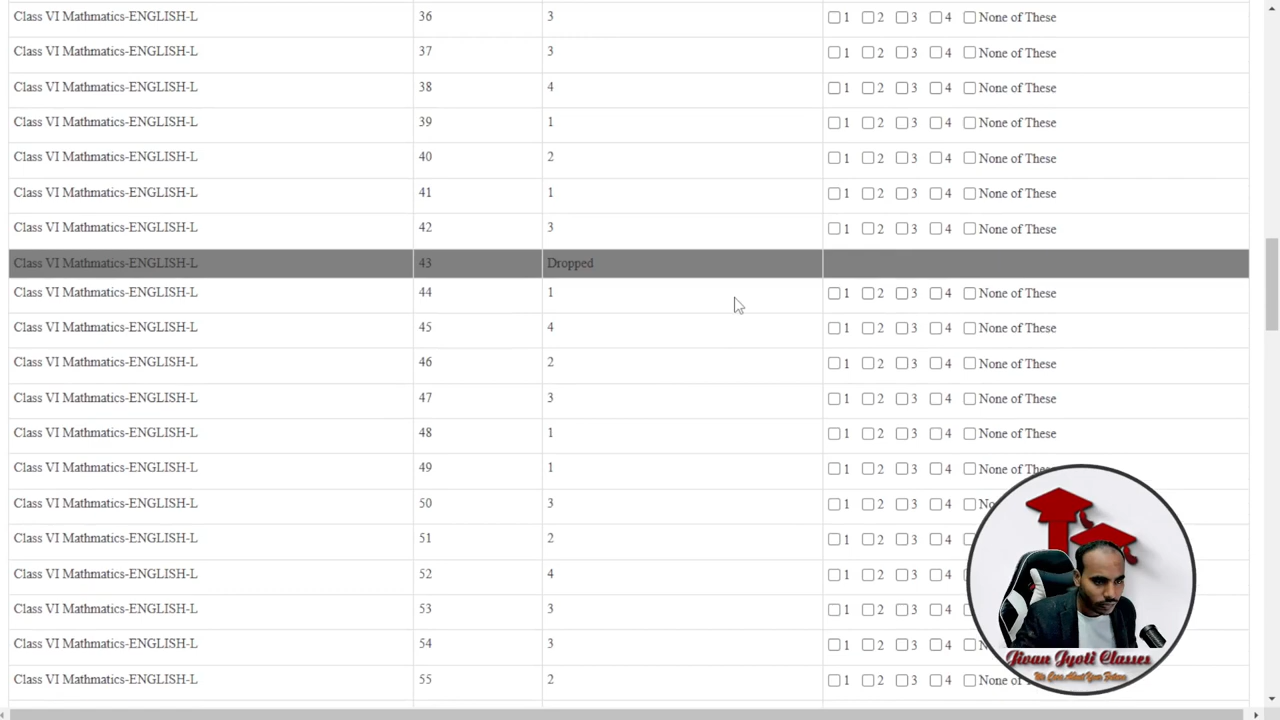 Class VI Mathmatics-ENGLISH-L 36 3 1 2 3 4 None of These
Class VI Mathmatics-ENGLISH-L 37 3 1 2 3 4 None of These
Class VI Mathmatics-ENGLISH-L 38 4 1 2 3 4 None of These
Class VI Mathmatics-ENGLISH-L 39 1 1 2 3 4 None of These
Class VI Mathmatics-ENGLISH-L 40 2 1 2 3 4 None of These
Class VI Mathmatics-ENGLISH-L 41 1 1 2 3 4 None of These
Class VI Mathmatics-ENGLISH-L 42 3 1 2 3 4 None of These
Class VI Mathmatics-ENGLISH-L 43 Dropped
Class VI Mathmatics-ENGLISH-L 44 1 1 2 3 4 None of These
Class VI Mathmatics-ENGLISH-L 45 4 1 2 3 4 None of These
Class VI Mathmatics-ENGLISH-L 46 2 1 2 3 4 None of These
Class VI Mathmatics-ENGLISH-L 47 3 1 2 3 4 None of These
Class VI Mathmatics-ENGLISH-L 48 1 1 2 3 4 None of These
Class VI Mathmatics-ENGLISH-L 49 1 1 2 3 4 None of The
Class VI Mathmatics-ENGLISH-L 50 3 1 2 3 4 No
Class VI Mathmatics-ENGLISH-L 51 2 1 2 3 4
Class VI Mathmatics-ENGLISH-L 52 4 1 2 3 4
Class VI Mathmatics-ENGLISH-L 53 3 1 2 3 4
Class VI Mathmatics-ENGLISH-L 54 3 1 2 3 4
Class VI Mathmatics-ENGLISH-L 55 2 1 2 3 4 None of T
Jivan Jyoti Classes
We Care About Your Future